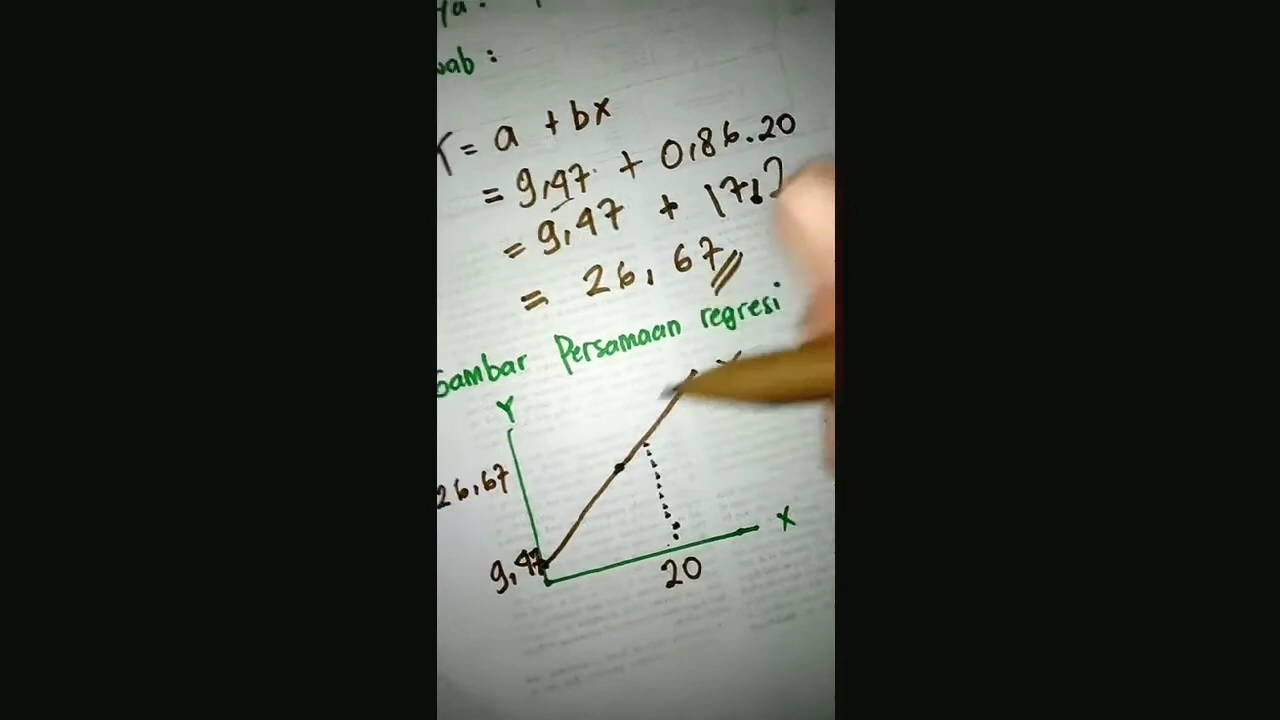 Y = a + bx
= 9,47 + 0,86.20
= 9,47 + 17,2
= 26,67
Gambar Persamaan regresi
Y
26,67
9,47
20
X